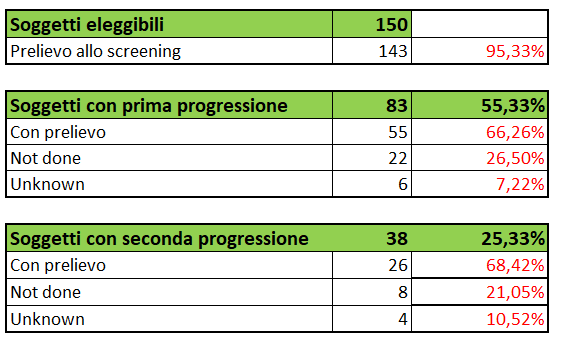 Soggetti eleggibili 150
Prelievo allo screening 143 95,33%
Soggetti con prima progressione 83 55,33%
Con prelievo 55 66,26%
Not done 22 26,50%
Unknown 6 7,22%
Soggetti con seconda progressione 38 25,33%
Con prelievo 26 68,42%
Not done 8 21,05%
Unknown 4 10,52%